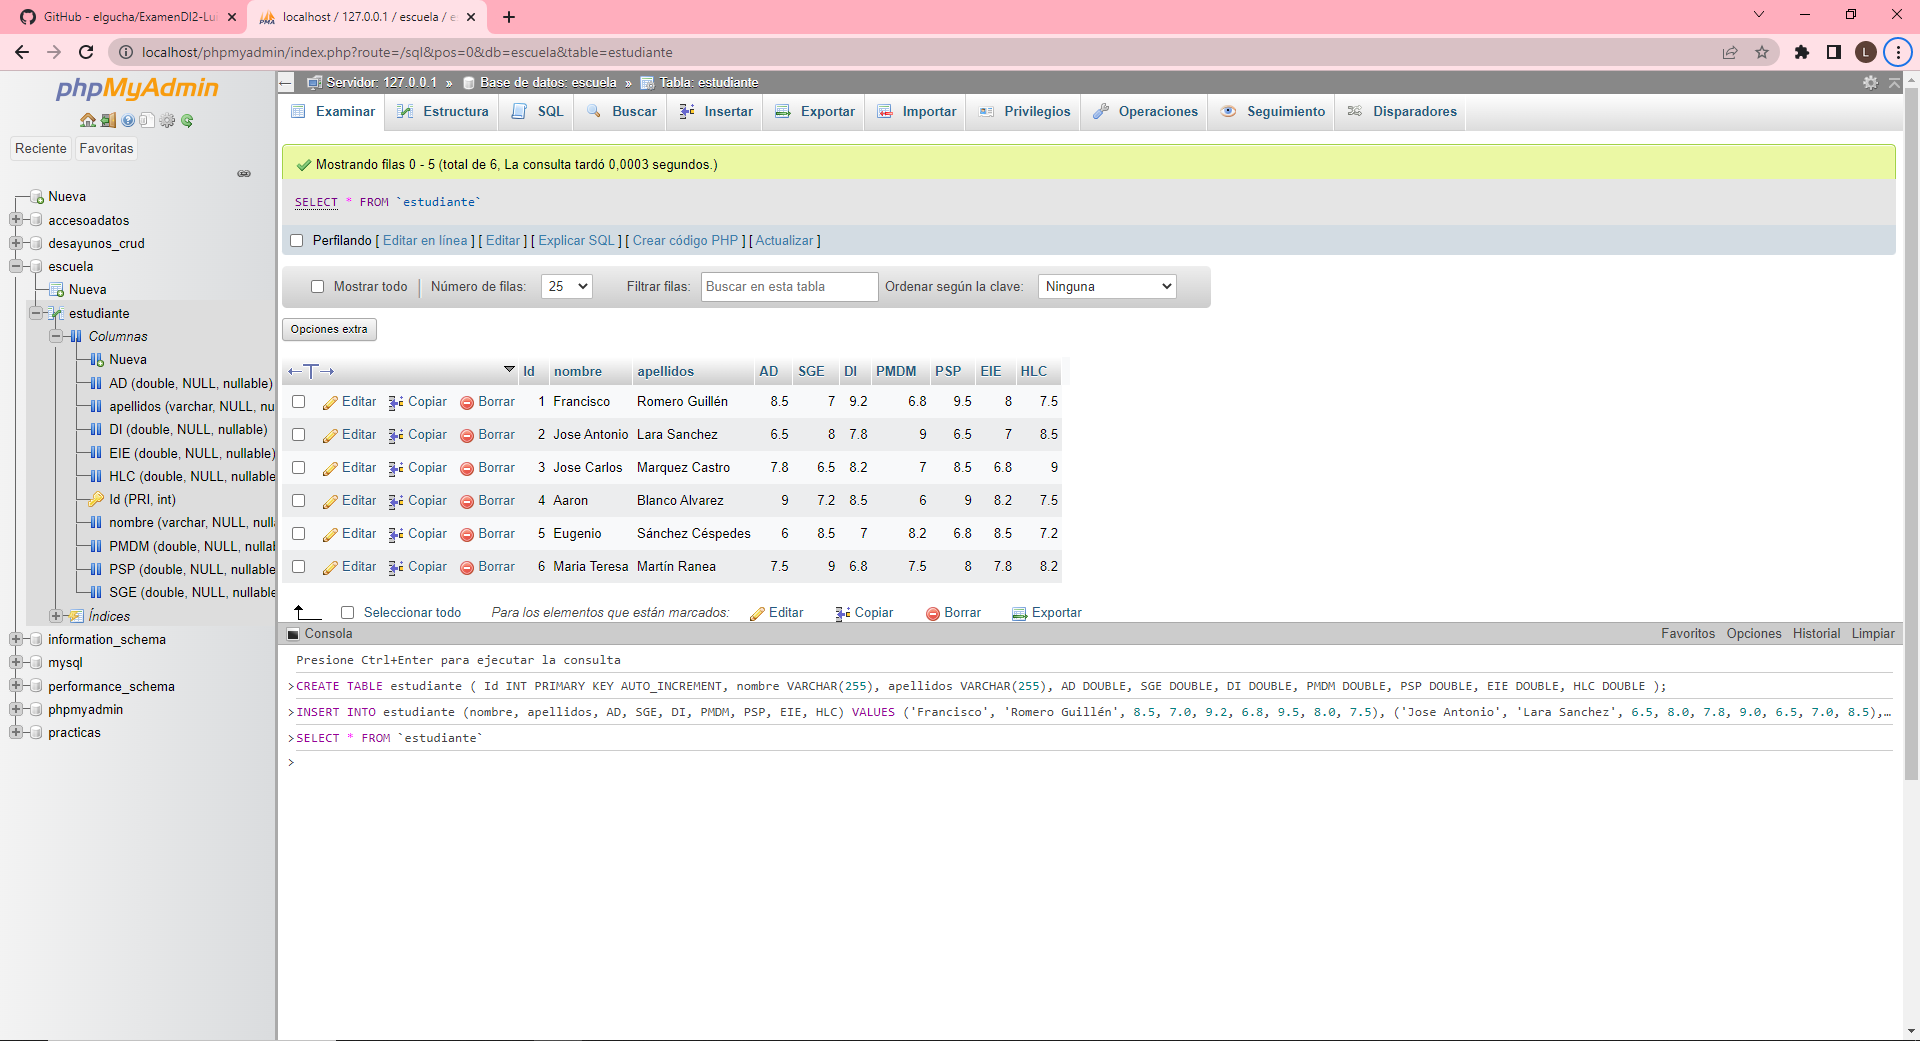 GitHub - elgucha/ExamenDI2-Lui
localhost / 127.0.0.1 / escuela / e
localhost/phpmyadmin/index.php?route=/sql&pos=0&db=escuela&table=estudiante
L
phpMyAdmin
Reciente Favoritas
Nueva
accesoadatos
desayunos_crud
escuela
Nueva
estudiante
Columnas
Nueva
AD (double, NULL, nullable)
apellidos (varchar, NULL, nu
DI (double, NULL, nullable)
EIE (double, NULL, nullable)
HLC (double, NULL, nullable
Id (PRI, int)
nombre (varchar, NULL, null
PMDM (double, NULL, nullab
PSP (double, NULL, nullable
SGE (double, NULL, nullable
Índices
information_schema
mysql
performance_schema
phpmyadmin
practicas
Servidor: 127.0.0.1 » Base de datos: escuela » Tabla: estudiante
Examinar Estructura SQL Buscar Insertar Exportar Importar Privilegios Operaciones Seguimiento Disparadores
Mostrando filas 0 - 5 (total de 6, La consulta tardó 0,0003 segundos.)
SELECT * FROM `estudiante`
Perfilando [ Editar en línea ] [ Editar ] [ Explicar SQL ] [ Crear código PHP ] [ Actualizar ]
Mostrar todo Número de filas: 25 Filtrar filas: Buscar en esta tabla Ordenar según la clave: Ninguna
Opciones extra
Id nombre apellidos AD SGE DI PMDM PSP EIE HLC
Editar Copiar Borrar 1 Francisco Romero Guillén 8.5 7 9.2 6.8 9.5 8 7.5
Editar Copiar Borrar 2 Jose Antonio Lara Sanchez 6.5 8 7.8 9 6.5 7 8.5
Editar Copiar Borrar 3 Jose Carlos Marquez Castro 7.8 6.5 8.2 7 8.5 6.8 9
Editar Copiar Borrar 4 Aaron Blanco Alvarez 9 7.2 8.5 6 9 8.2 7.5
Editar Copiar Borrar 5 Eugenio Sánchez Céspedes 6 8.5 7 8.2 6.8 8.5 7.2
Editar Copiar Borrar 6 Maria Teresa Martín Ranea 7.5 9 6.8 7.5 8 7.8 8.2
Seleccionar todo Para los elementos que están marcados: Editar Copiar Borrar Exportar
Consola Favoritos Opciones Historial Limpiar
Presione Ctrl+Enter para ejecutar la consulta
>CREATE TABLE estudiante ( Id INT PRIMARY KEY AUTO_INCREMENT, nombre VARCHAR(255), apellidos VARCHAR(255), AD DOUBLE, SGE DOUBLE, DI DOUBLE, PMDM DOUBLE, PSP DOUBLE, EIE DOUBLE, HLC DOUBLE );
>INSERT INTO estudiante (nombre, apellidos, AD, SGE, DI, PMDM, PSP, EIE, HLC) VALUES ('Francisco', 'Romero Guillén', 8.5, 7.0, 9.2, 6.8, 9.5, 8.0, 7.5), ('Jose Antonio', 'Lara Sanchez', 6.5, 8.0, 7.8, 9.0, 6.5, 7.0, 8.5),…
>SELECT * FROM `estudiante`
>